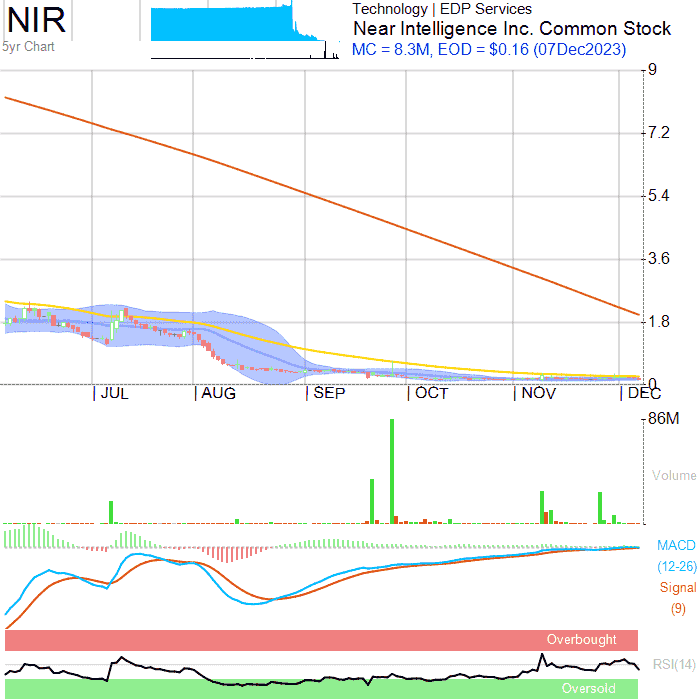 NIR
5yr Chart
Technology | EDP Services
Near Intelligence Inc. Common Stock
MC = 8.3M, EOD = $0.16 (07Dec2023)
9
7.2
5.4
3.6
1.8
0
JUL
AUG
SEP
OCT
NOV
DEC
86M
Volume
MACD
(12-26)
Signal
(9)
Overbought
RSI(14)
Oversold